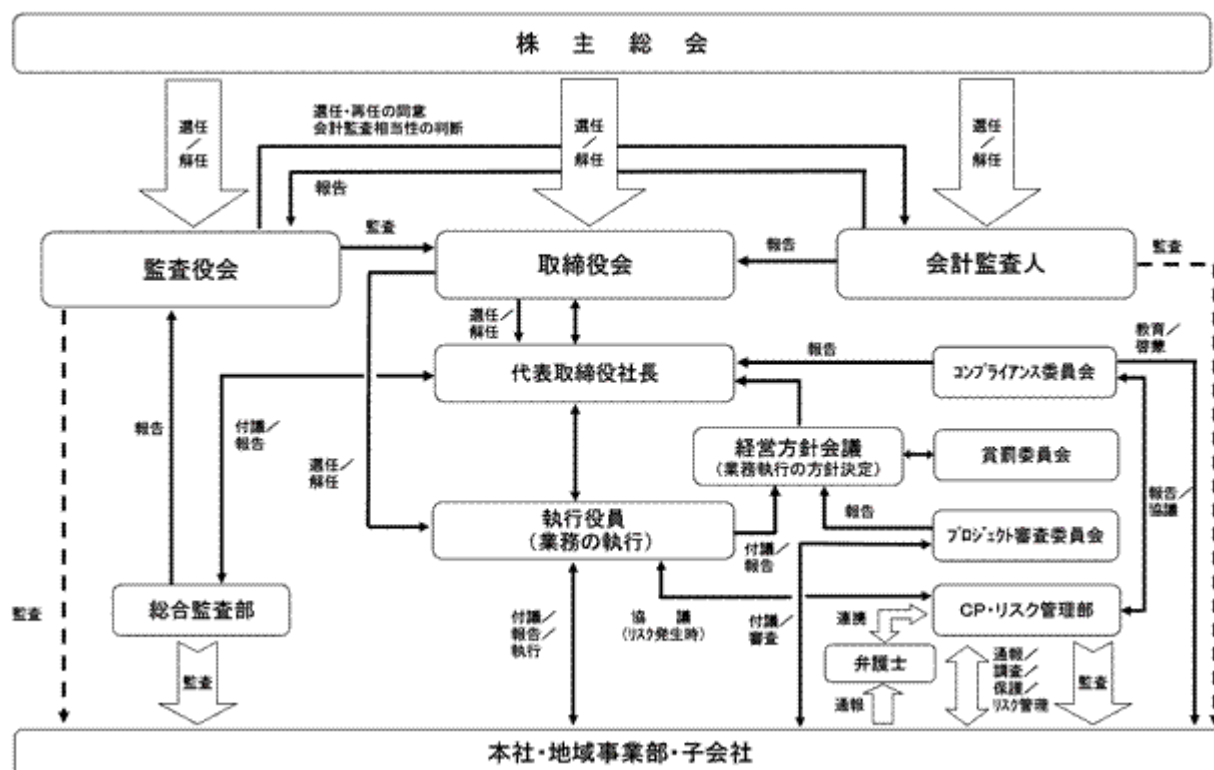 株主総会
選任・再任の同意
会計監査相当性の判断
選任
／
解任
選任
／
解任
選任
／
解任
報告
監査役会
監査
取締役会
報告
会計監査人
監査
選任／
解任
教育／
啓蒙
代表取締役社長
報告
コンプライアンス委員会
報告
付議／
報告
選任／
解任
経営方針会議
（業務執行の方針決定）
賞罰委員会
報告／
協議
執行役員
（業務の執行）
付議／
報告
報告
プロジェクト審査委員会
監査
総合監査部
付議／
報告／
執行
協議
（リスク発生時）
付議／
審査
連携
CP・リスク管理部
弁護士
監査
通報
通報／
調査／
保護／
リスク管理
監査
本社・地域事業部・子会社